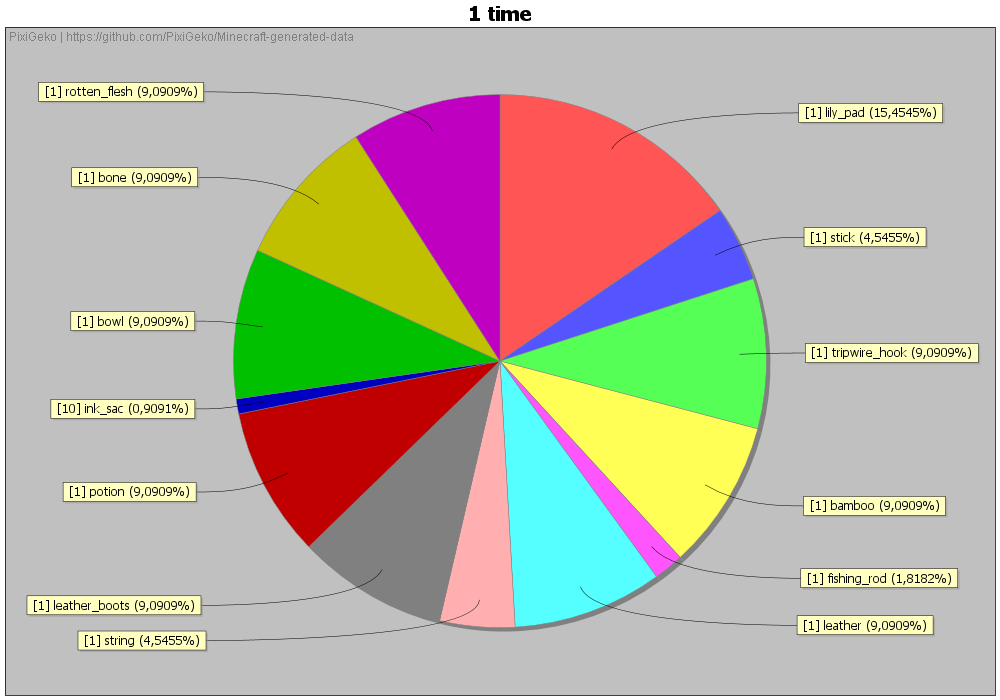 1 time
PixiGeko | https://github.com/PixiGeko/Minecraft-generated-data
[1] rotten_flesh (9,0909%)
[1] lily_pad (15,4545%)
[1] bone (9,0909%)
[1] stick (4,5455%)
[1] bowl (9,0909%)
[1] tripwire_hook (9,0909%)
[10] ink_sac (0,9091%)
[1] potion (9,0909%)
[1] bamboo (9,0909%)
[1] fishing_rod (1,8182%)
[1] leather_boots (9,0909%)
[1] leather (9,0909%)
[1] string (4,5455%)